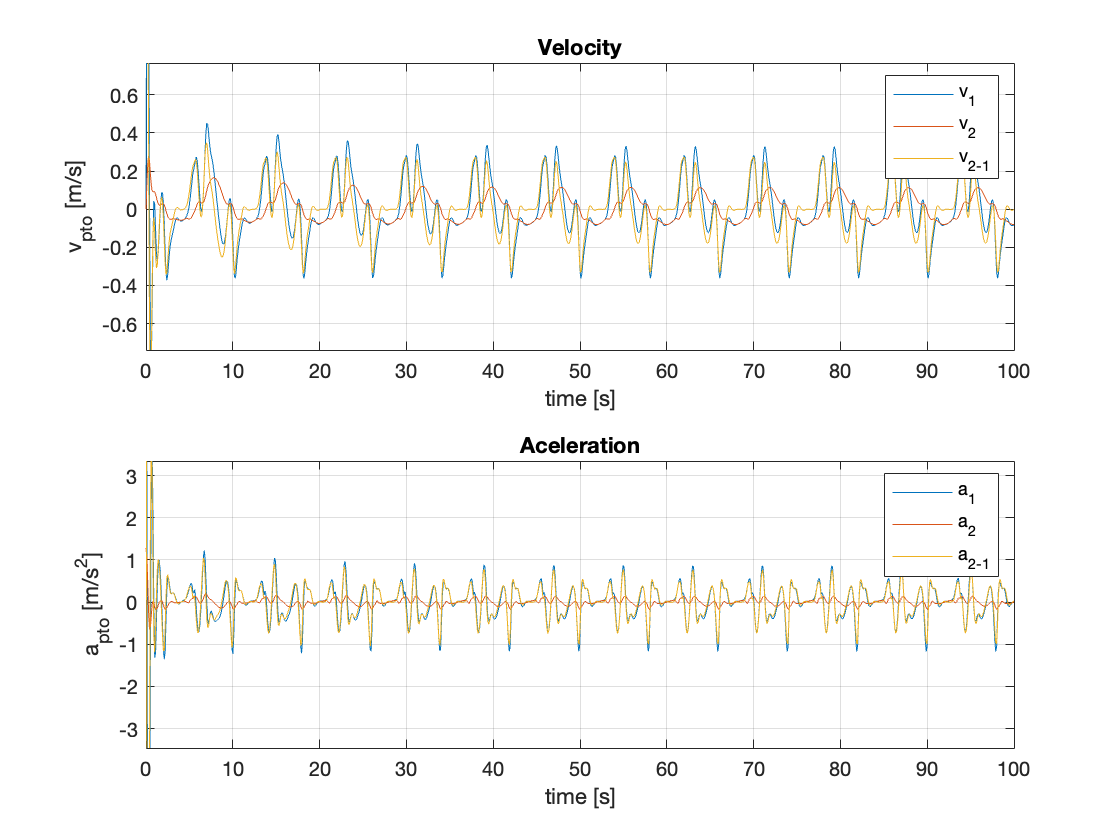 Velocity
v_pto [m/s]
0.6
0.4
0.2
0
-0.2
-0.4
-0.6
v_1
v_2
v_2-1
0 10 20 30 40 50 60 70 80 90 100
time [s]
Aceleration
a_pto [m/s^2]
3
2
1
0
-1
-2
-3
a_1
a_2
a_2-1
0 10 20 30 40 50 60 70 80 90 100
time [s]